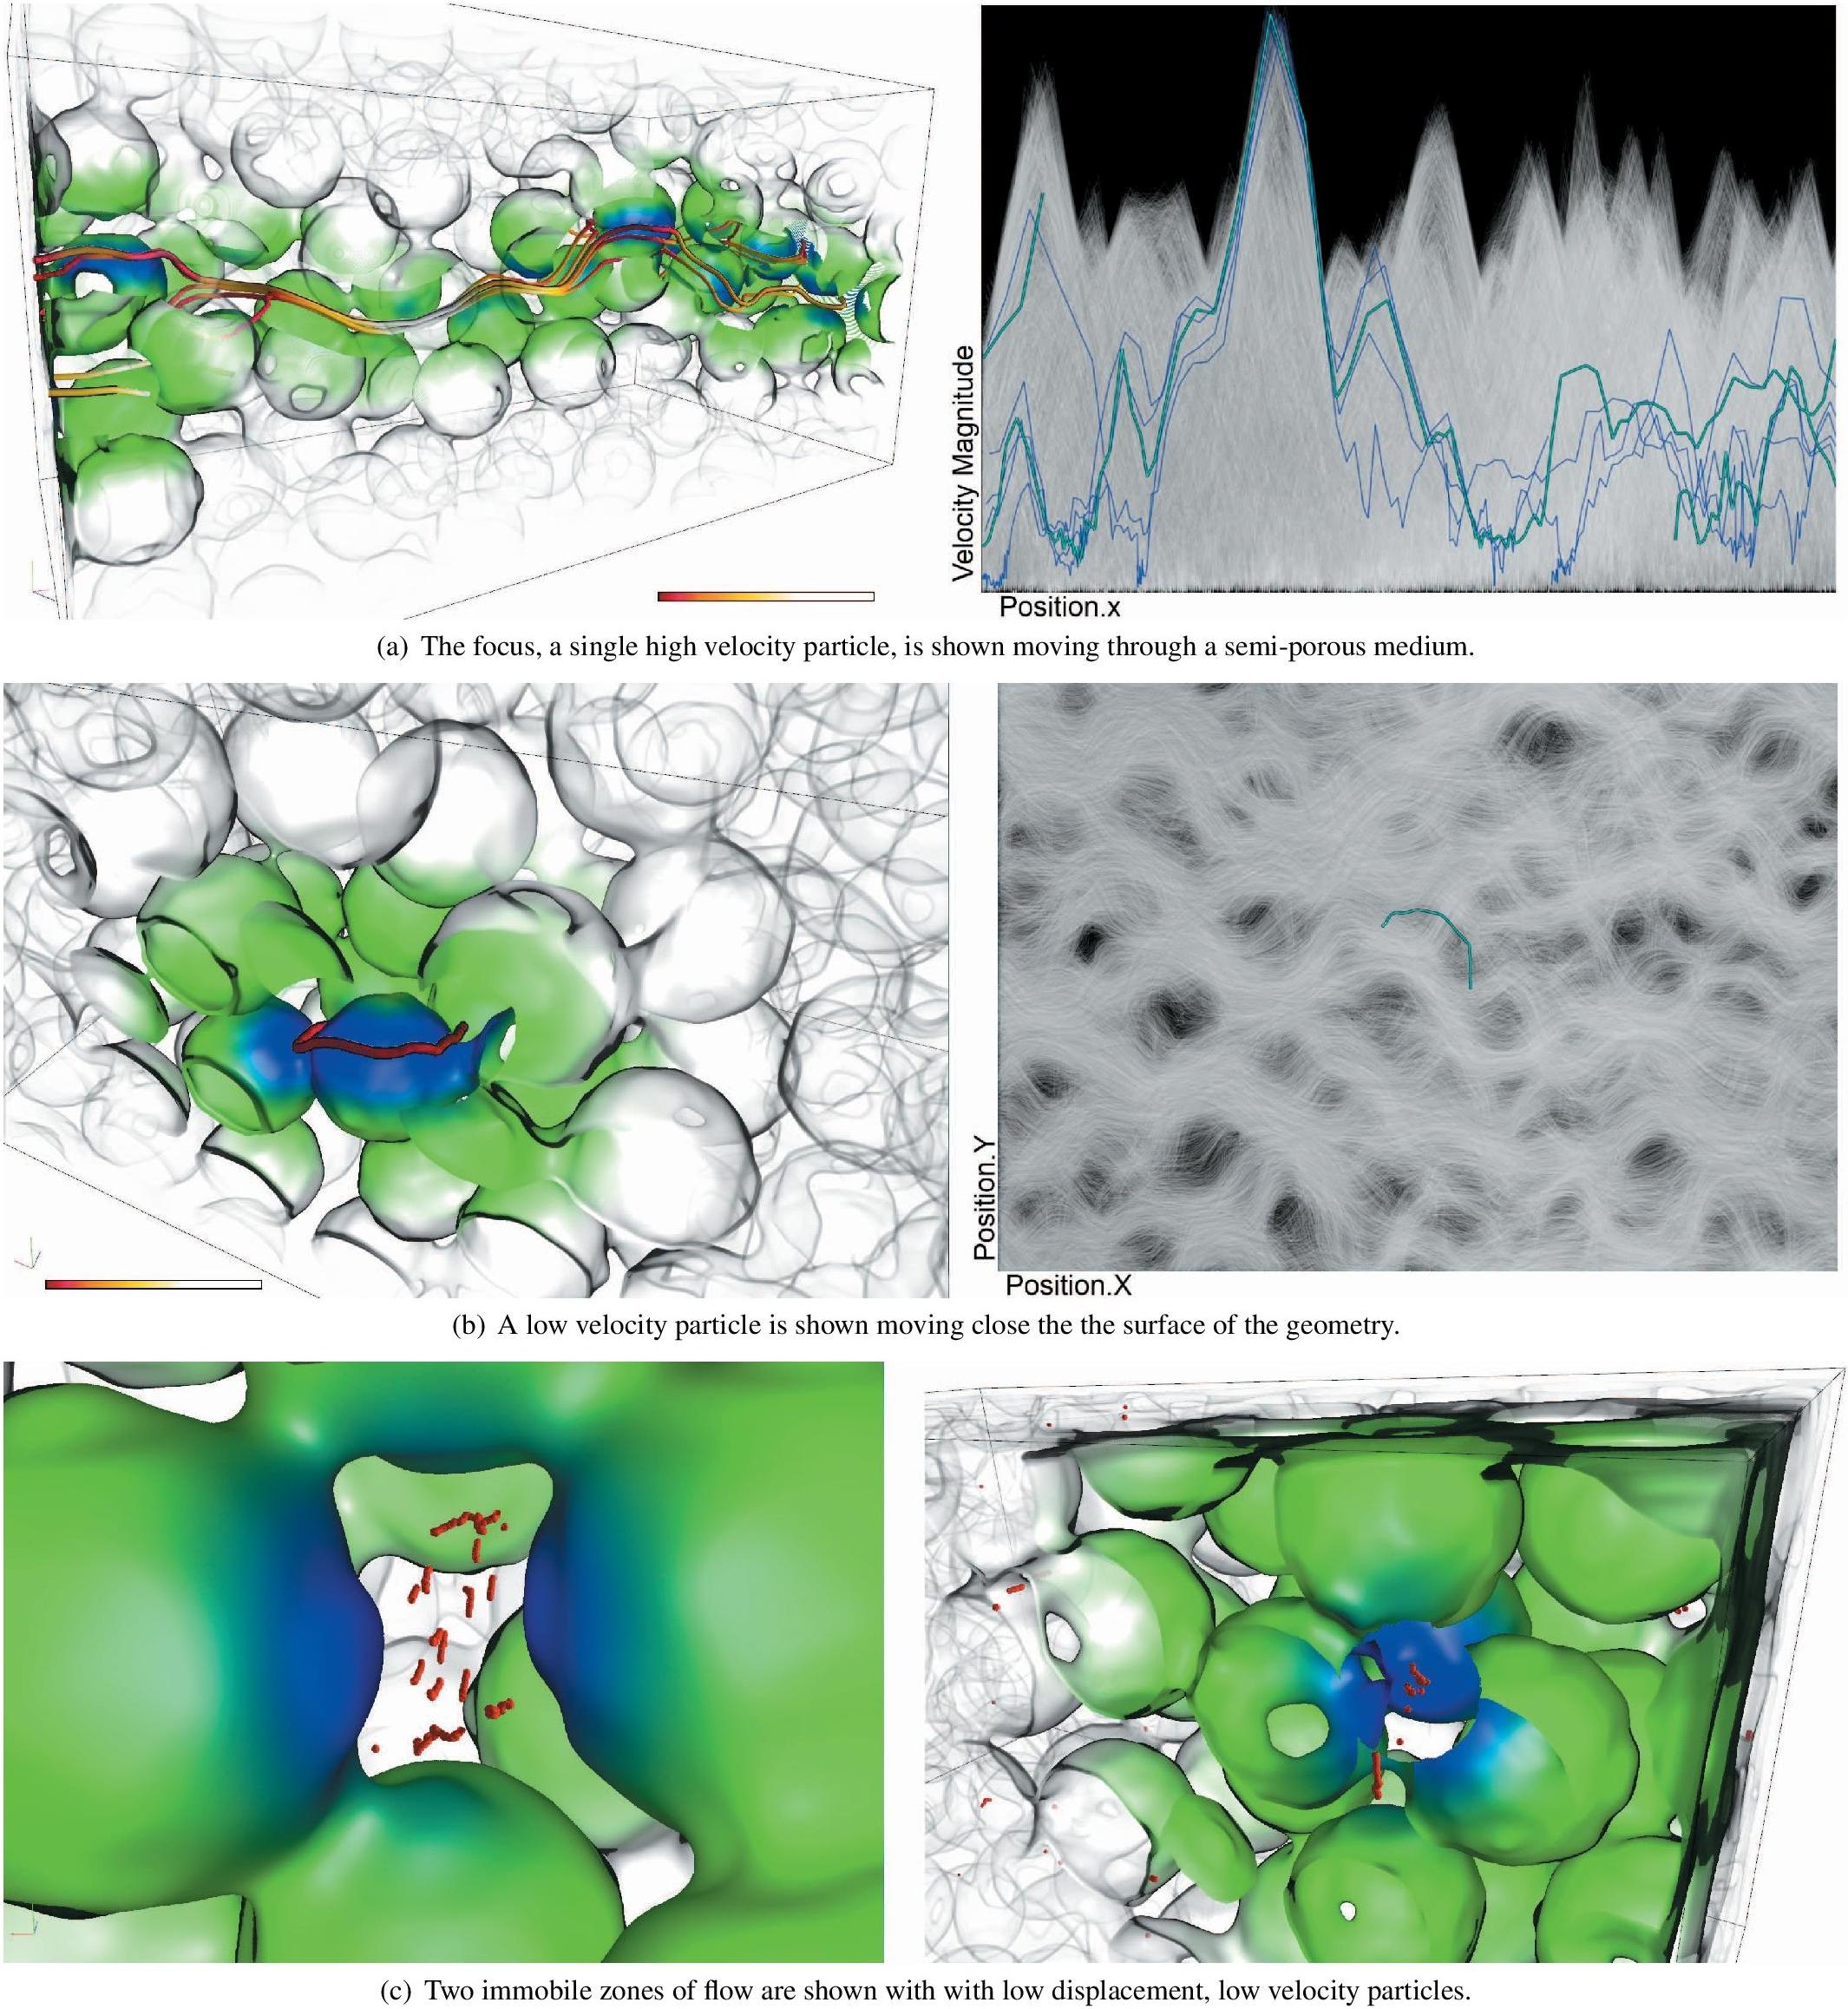 Velocity Magnitude
Position.x
(a) The focus, a single high velocity particle, is shown moving through a semi-porous medium.
Position.Y
Position.X
(b) A low velocity particle is shown moving close the the surface of the geometry.
(c) Two immobile zones of flow are shown with with low displacement, low velocity particles.